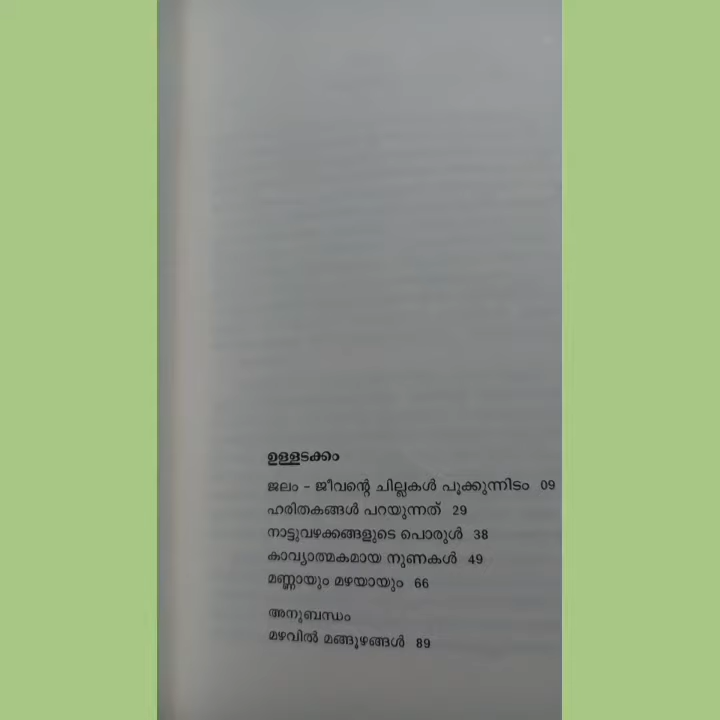 ഉള്ളടക്കം
ജലം – ജീവന്റെ ചില്ലകൾ പൂക്കുന്നിടം 09
ഹരിതകങ്ങൾ പറയുന്നത് 29
നാട്ടുവഴക്കങ്ങളുടെ പൊരുൾ 38
കാവ്യാത്മകമായ നുണകൾ 49
മണ്ണായും മഴയായും 66
അനുബന്ധം
മഴവിൽ മങ്ങൂഴങ്ങൾ 89